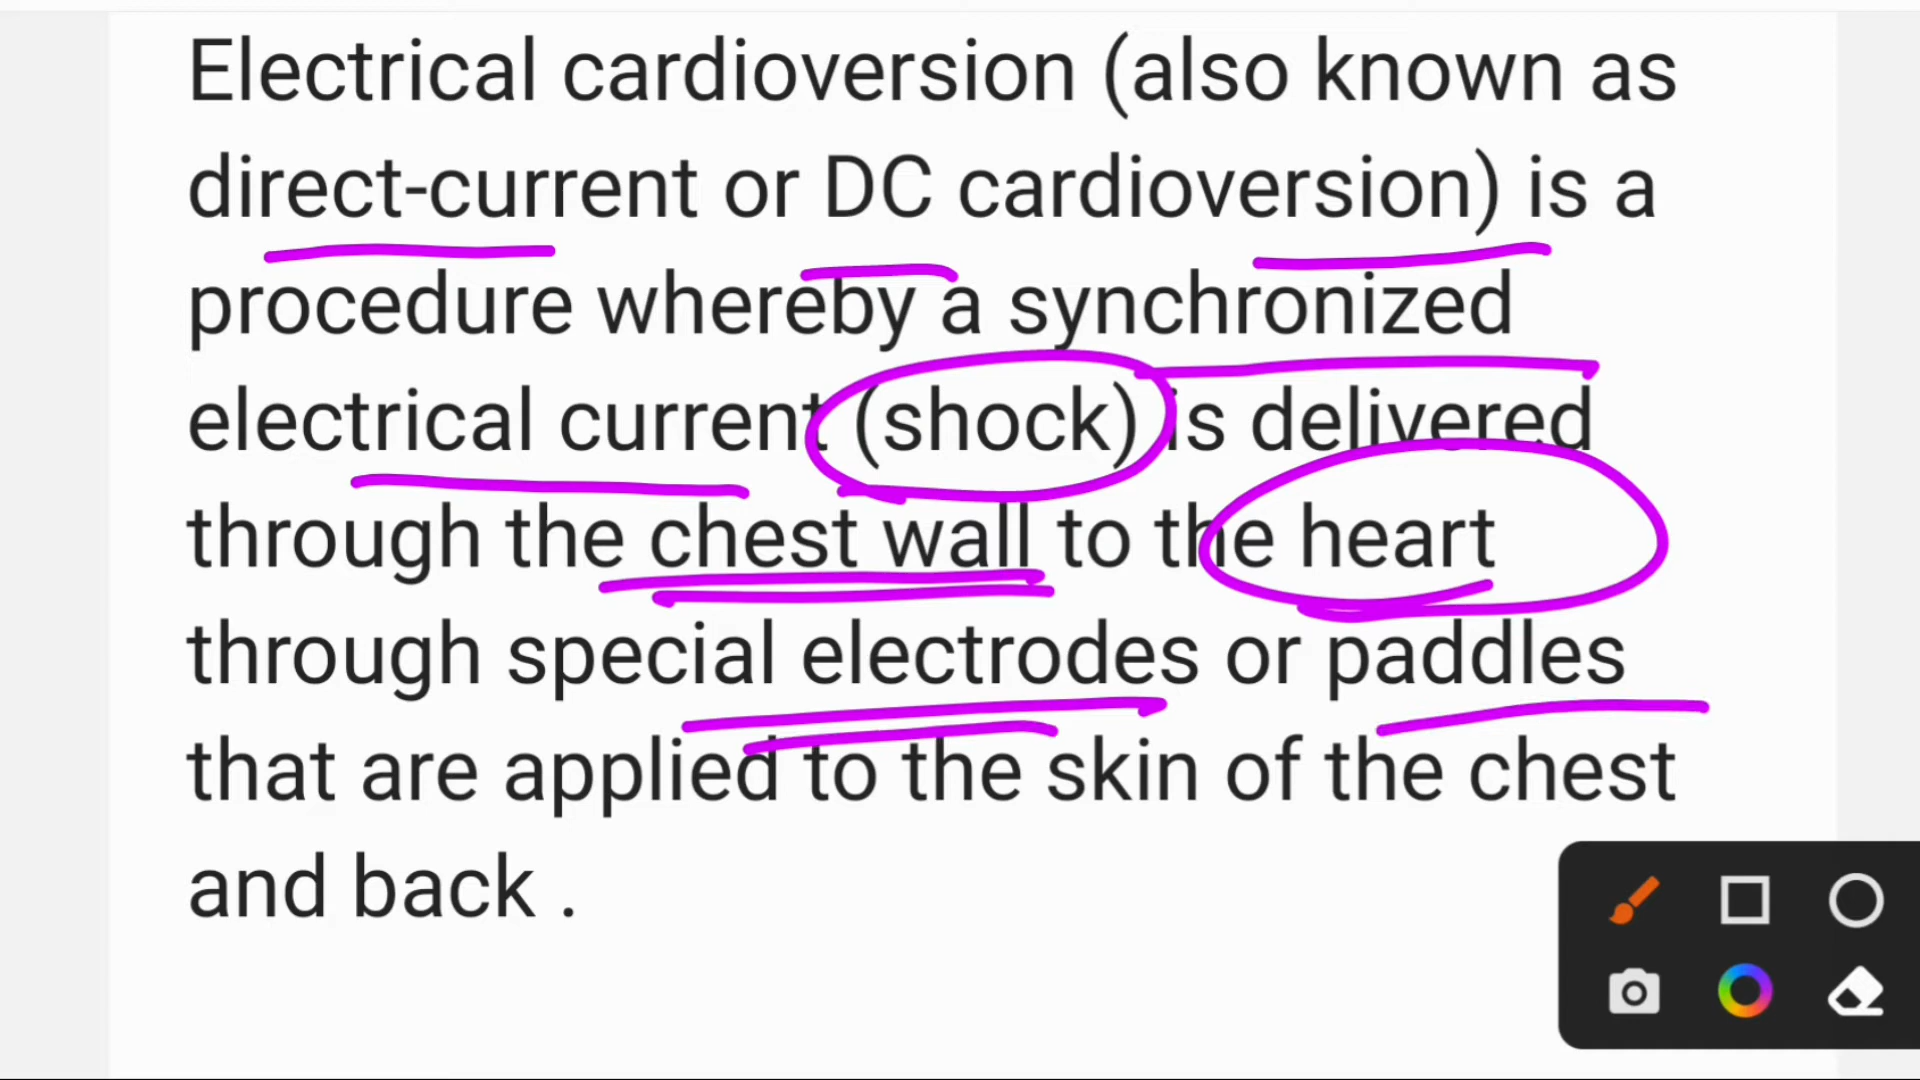 Electrical cardioversion (also known as
direct-current or DC cardioversion) is a
procedure whereby a synchronized
electrical current (shock) is delivered
through the chest wall to the heart
through special electrodes or paddles
that are applied to the skin of the chest
and back .